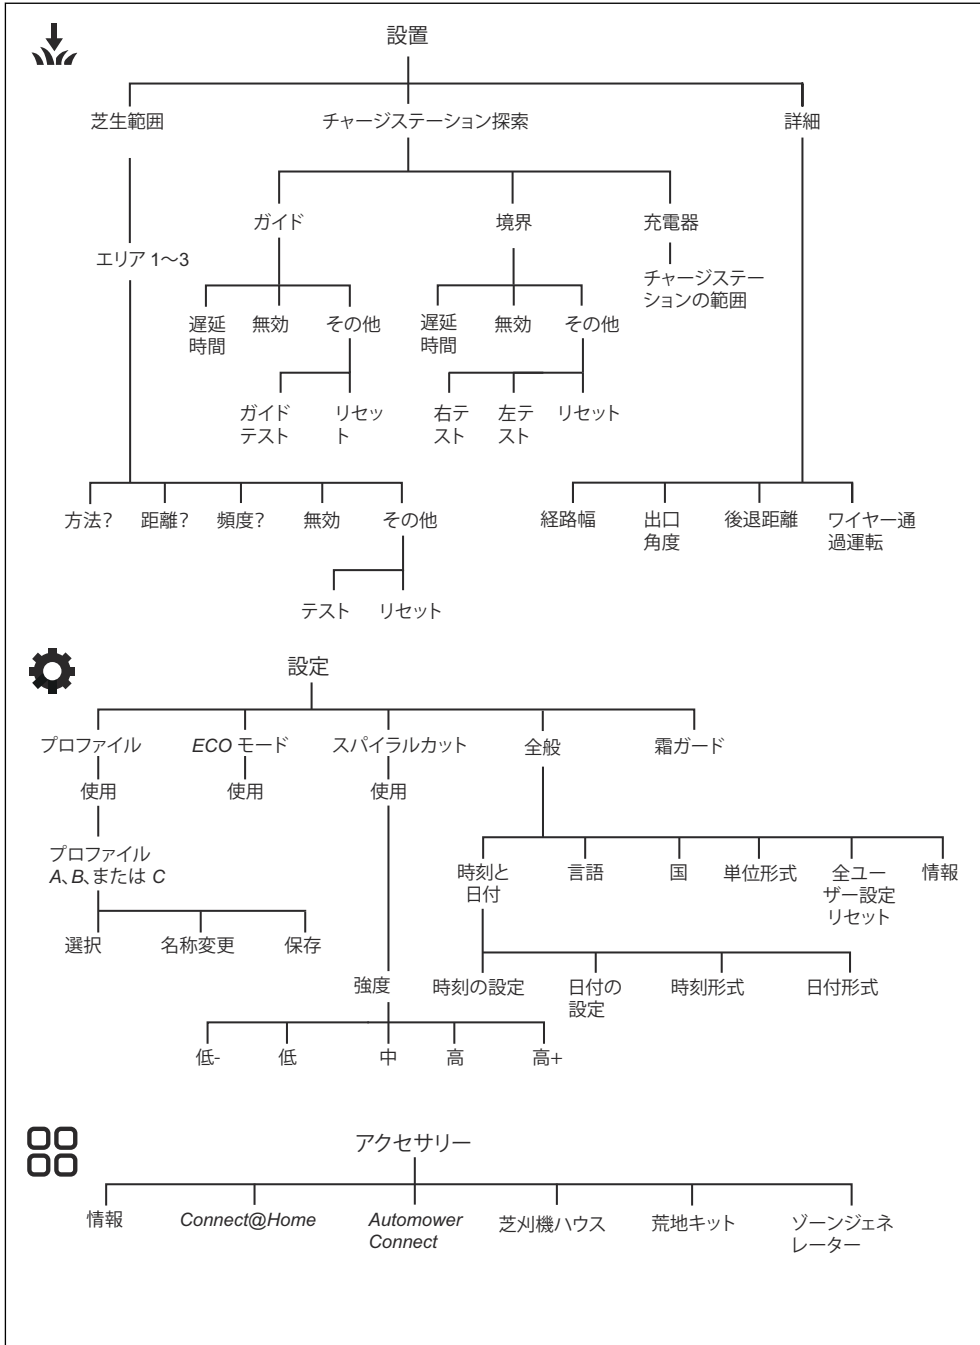 設置
芝生範囲
チャージステーション探索
詳細
ガイド
境界
充電器
エリア 1～3
チャージステー
ションの範囲
遅延
時間
無効
その他
遅延
時間
無効
その他
ガイド
テスト
リセッ
ト
右テ
スト
左テ
スト
リセット
方法?
距離?
頻度?
無効
その他
経路幅
出口
角度
後退距離
ワイヤー通
過運転
テスト
リセット
設定
プロファイル
ECO モード
スパイラルカット
全般
霜ガード
使用
使用
使用
プロファイル
A、B、または C
時刻と
日付
言語
国
単位形式
全ユー
ザー設定
リセット
情報
選択
名称変更
保存
強度
時刻の設定
日付の
設定
時刻形式
日付形式
低-
低
中
高
高+
アクセサリー
情報
Connect@Home
Automower
Connect
芝刈機ハウス
荒地キット
ゾーンジェネ
レーター